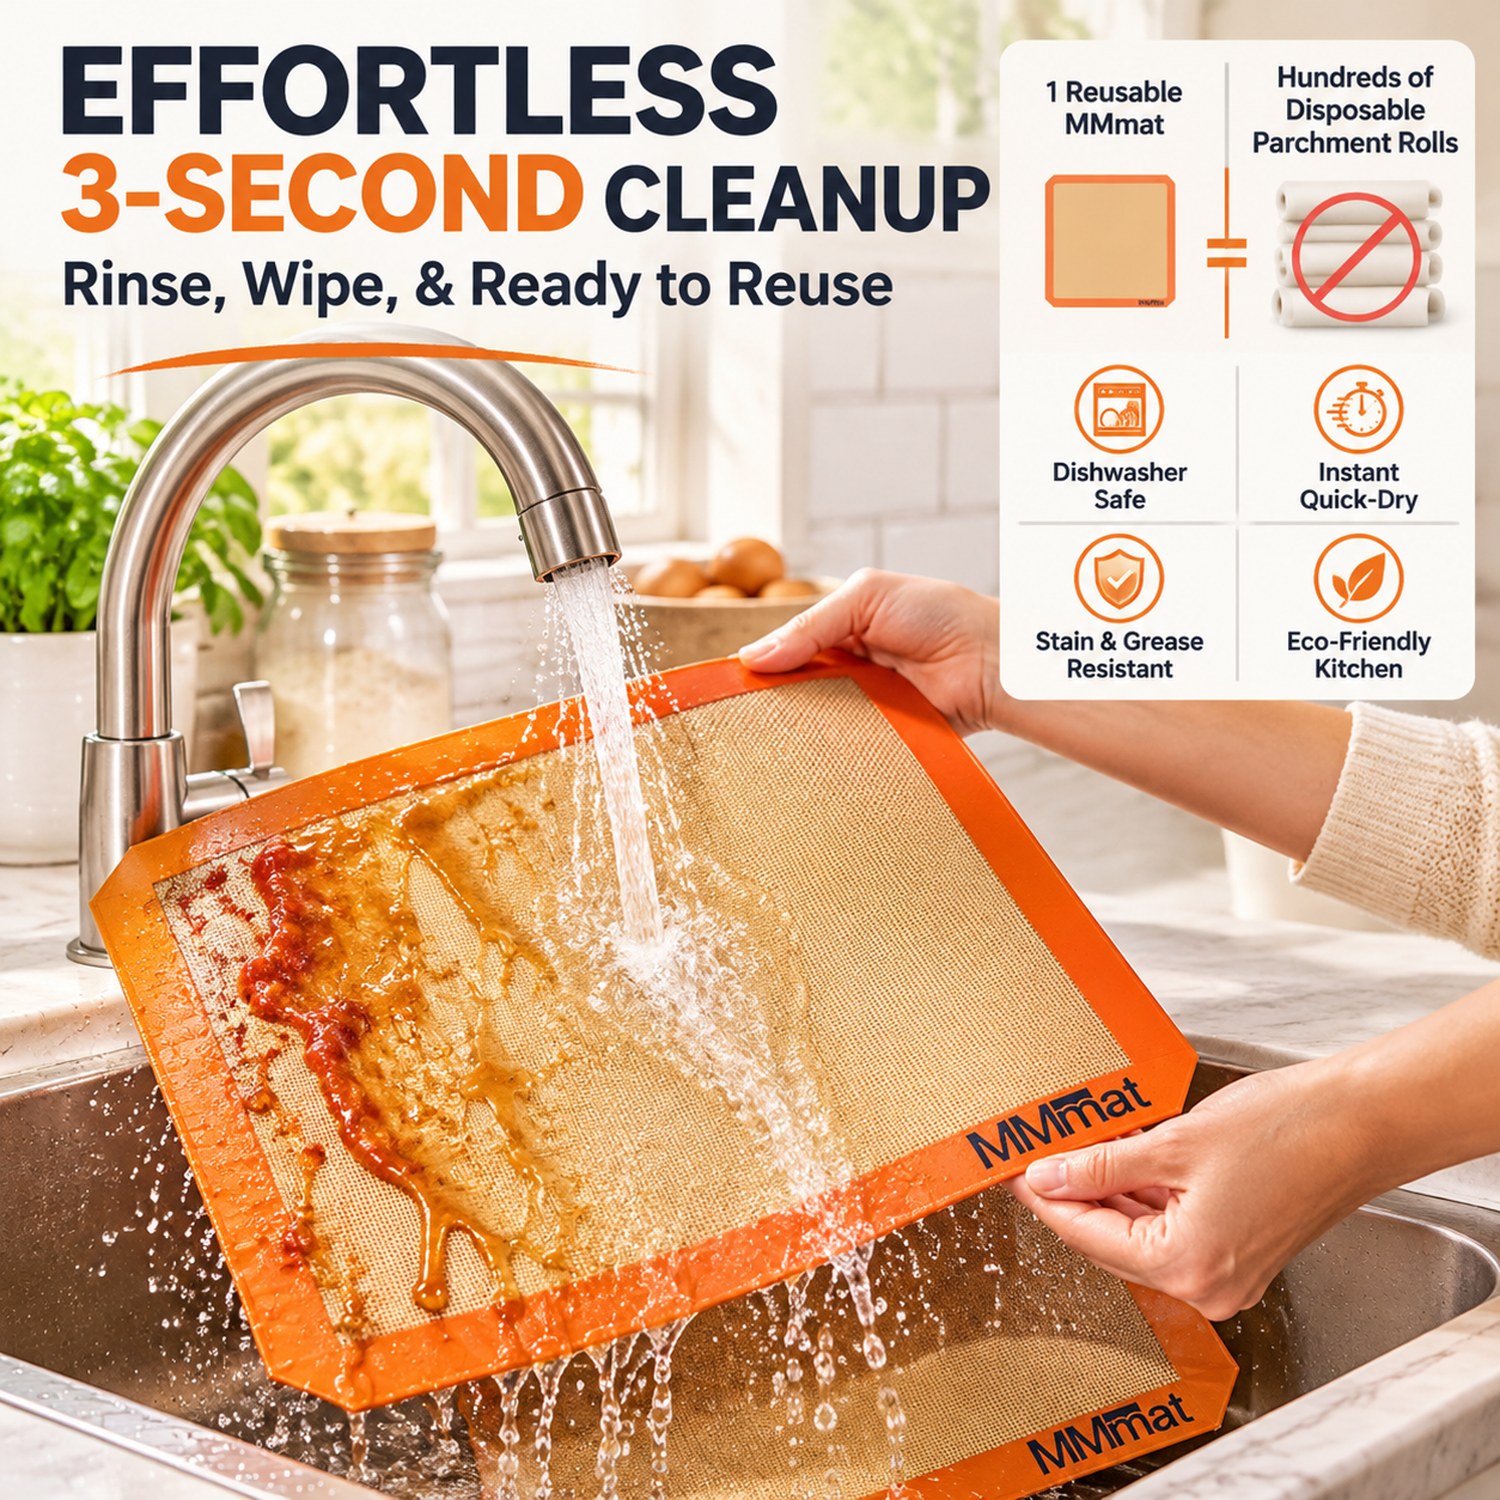 EFFORTLESS
3-SECOND CLEANUP
Rinse, Wipe, & Ready to Reuse
1 Reusable
MMmat
Hundreds of
Disposable
Parchment Rolls
Dishwasher
Safe
Instant
Quick-Dry
Stain & Grease
Resistant
Eco-Friendly
Kitchen
MMmat
MMmat